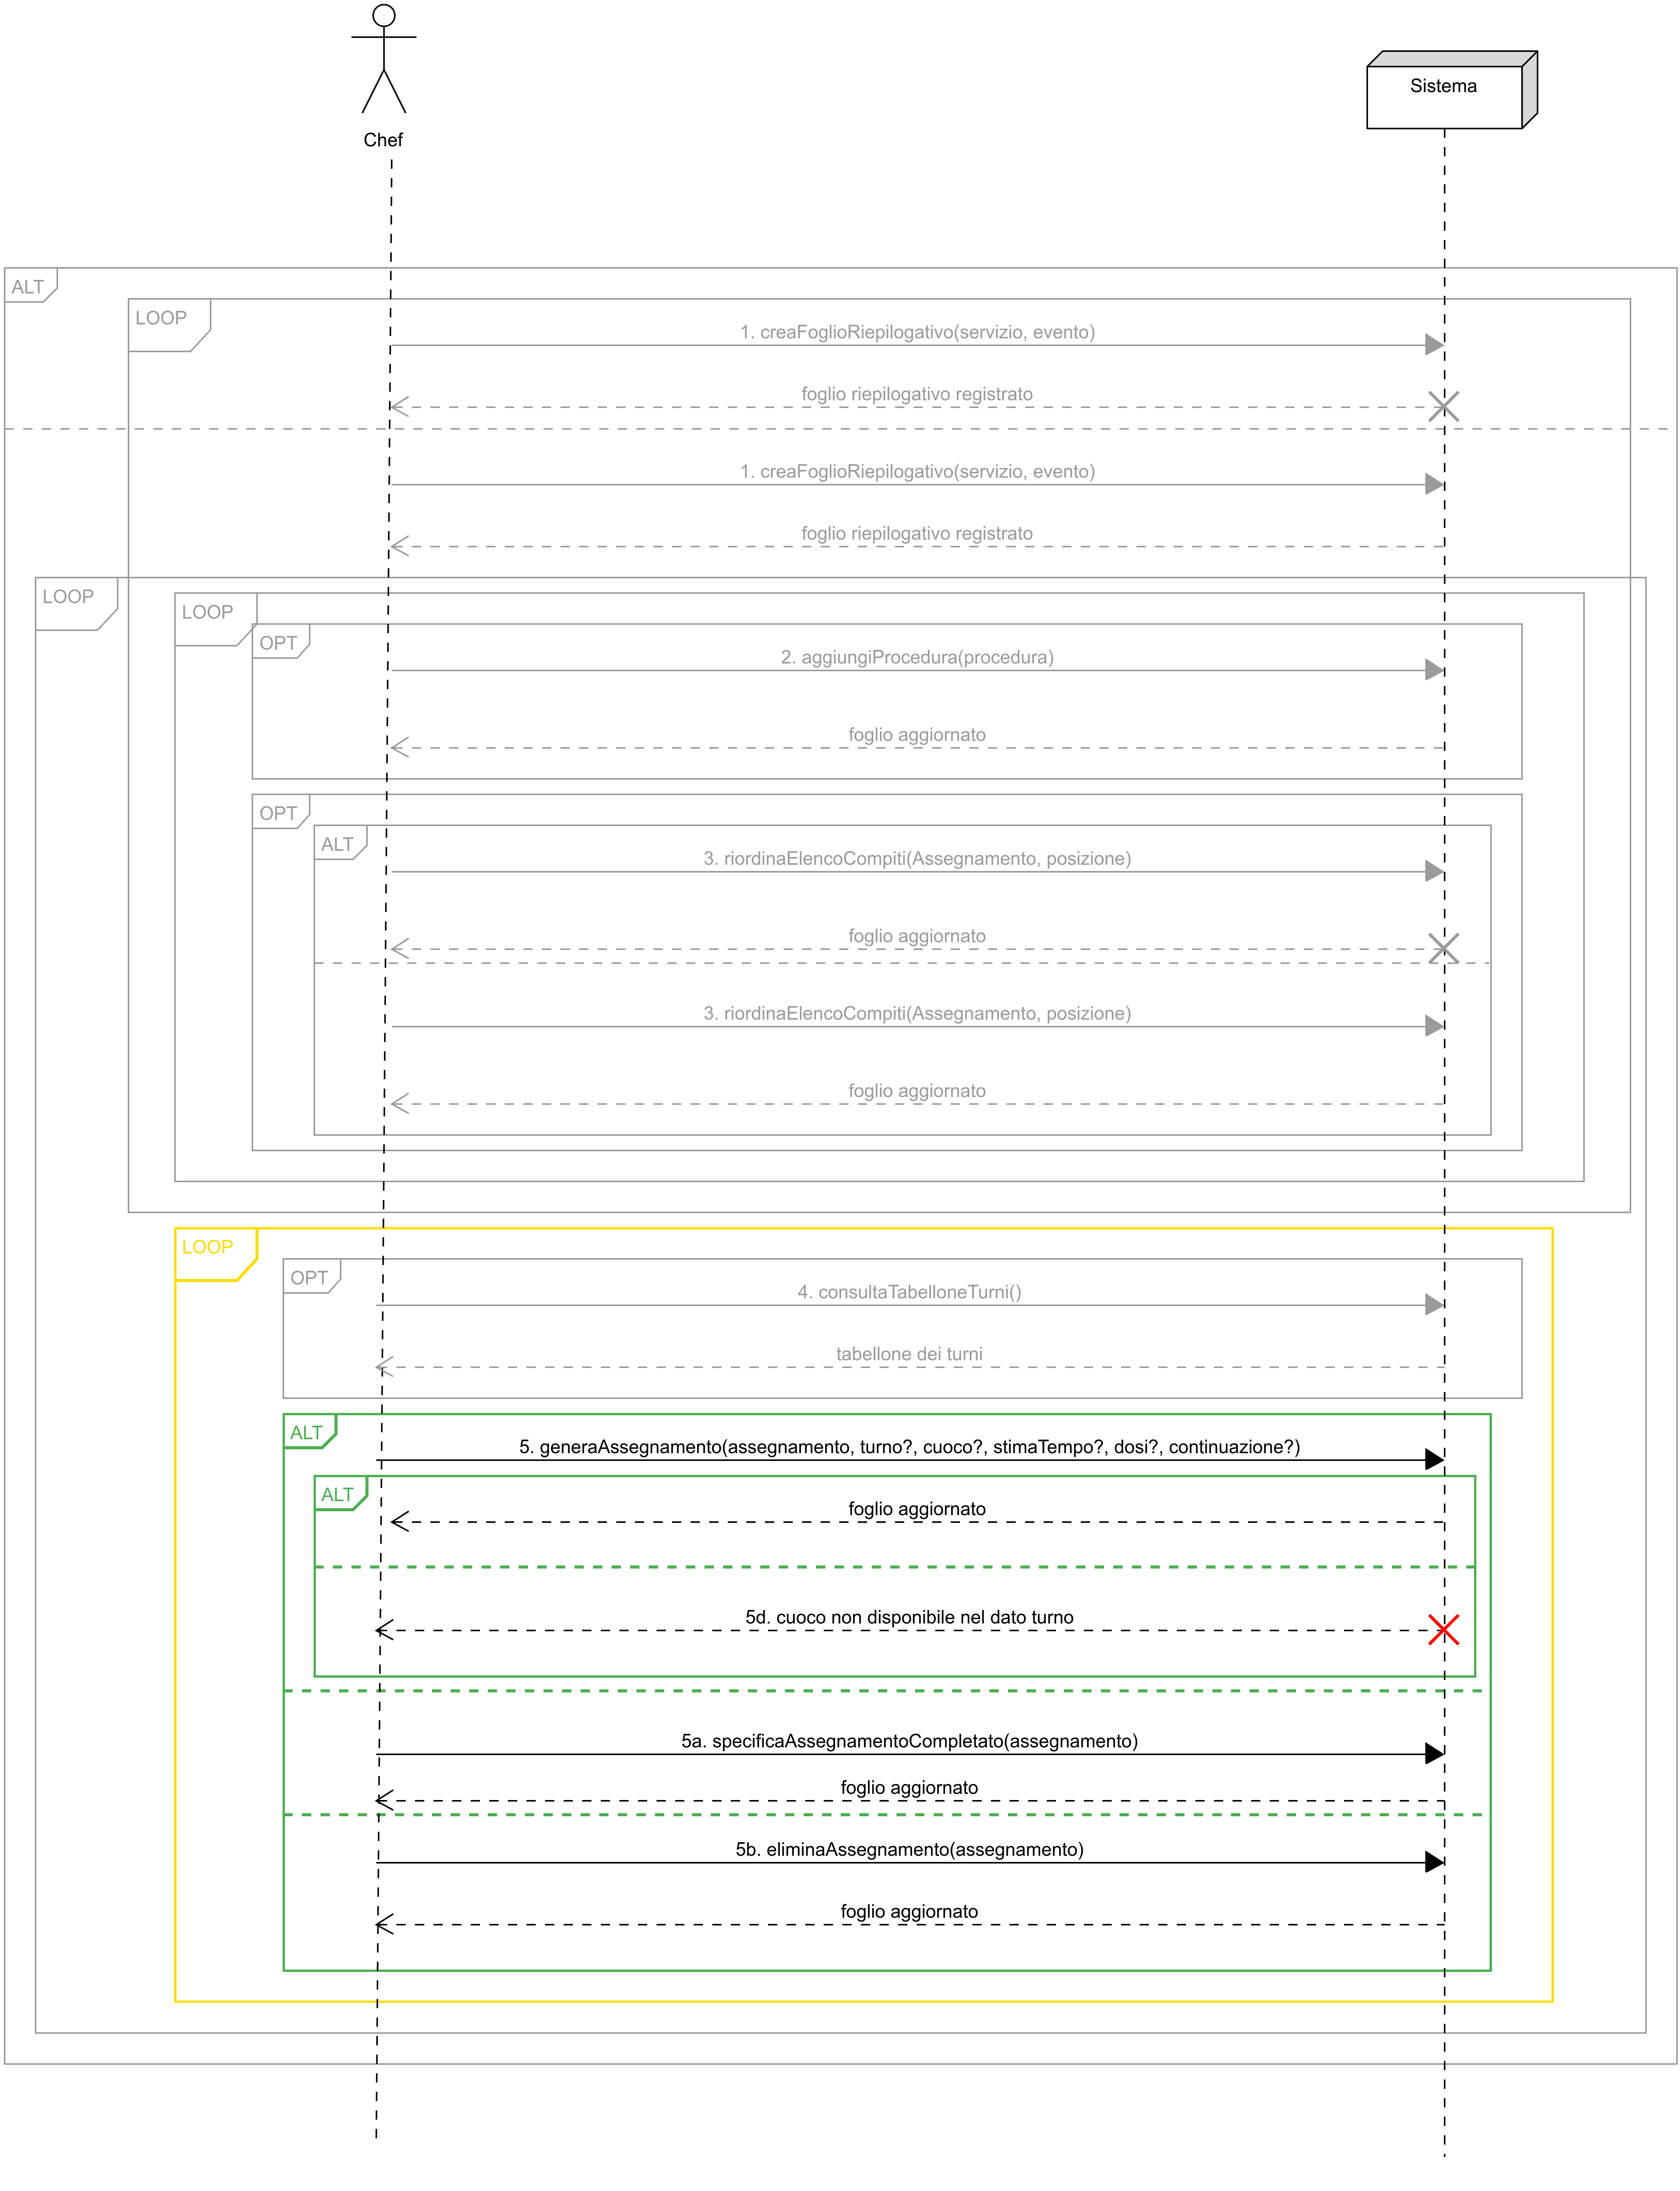 Sistema
Chef
ALT
LOOP
1. creaFoglioRiepilogativo(servizio, evento)
foglio riepilogativo registrato
1. creaFoglioRiepilogativo(servizio, evento)
foglio riepilogativo registrato
LOOP
LOOP
OPT
2. aggiungiProcedura(procedura)
foglio aggiornato
OPT
ALT
3. riordinaElencoCompiti(Assegnamento, posizione)
foglio aggiornato
3. riordinaElencoCompiti(Assegnamento, posizione)
foglio aggiornato
LOOP
OPT
4. consultaTabelloneTurni()
tabellone dei turni
ALT
5. generaAssegnamento(assegnamento, turno?, cuoco?, stimaTempo?, dosi?, continuazione?)
ALT
foglio aggiornato
5d. cuoco non disponibile nel dato turno
5a. specificaAssegnamentoCompletato(assegnamento)
foglio aggiornato
5b. eliminaAssegnamento(assegnamento)
foglio aggiornato